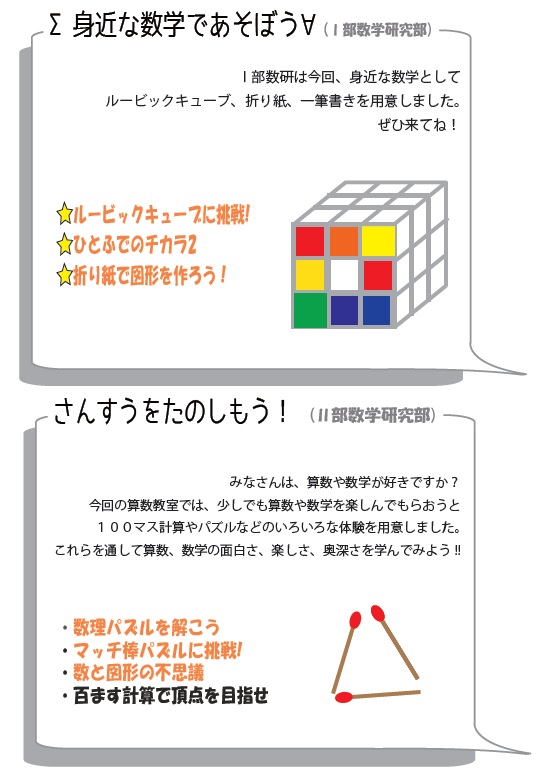 Σ 身近な数学であそぼう∀ (Ⅰ部数学研究部)
Ⅰ部数研は今回、身近な数学として
ルービックキューブ、折り紙、一筆書きを用意しました。
ぜひ来てね！
ルービックキューブに挑戦!
ひとふでのチカラ2
折り紙で図形を作ろう！
さんすうをたのしもう！ (Ⅱ部数学研究部)
みなさんは、算数や数学が好きですか？
今回の算数教室では、少しでも算数や数学を楽しんでもらおうと
１００マス計算やパズルなどのいろいろな体験を用意しました。
これらを通して算数、数学の面白さ、楽しさ、奥深さを学んでみよう!!
・数理パズルを解こう
・マッチ棒パズルに挑戦!
・数と図形の不思議
・百ます計算で頂点を目指せ